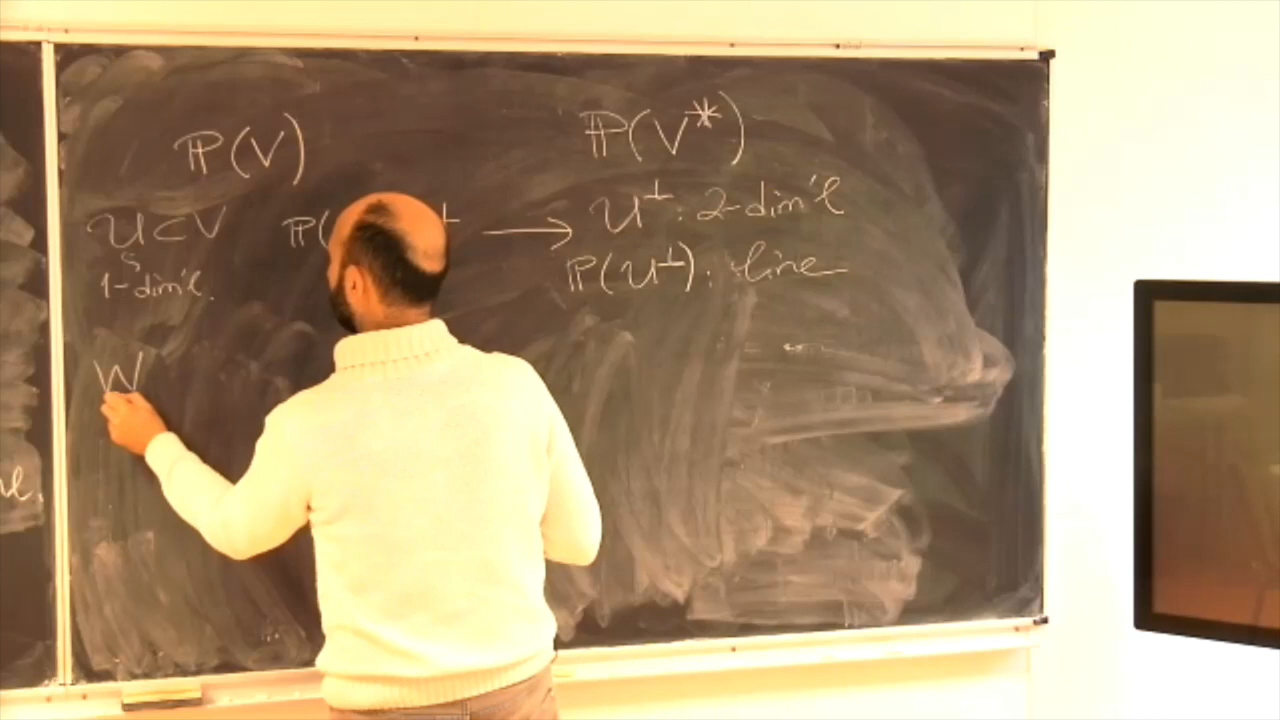 ℙ(V) ℙ(V*)
U ⊂ V ℙ( ⊥ → U⊥: 2-dim'l
1-dim'l. ℙ(U⊥): line
W